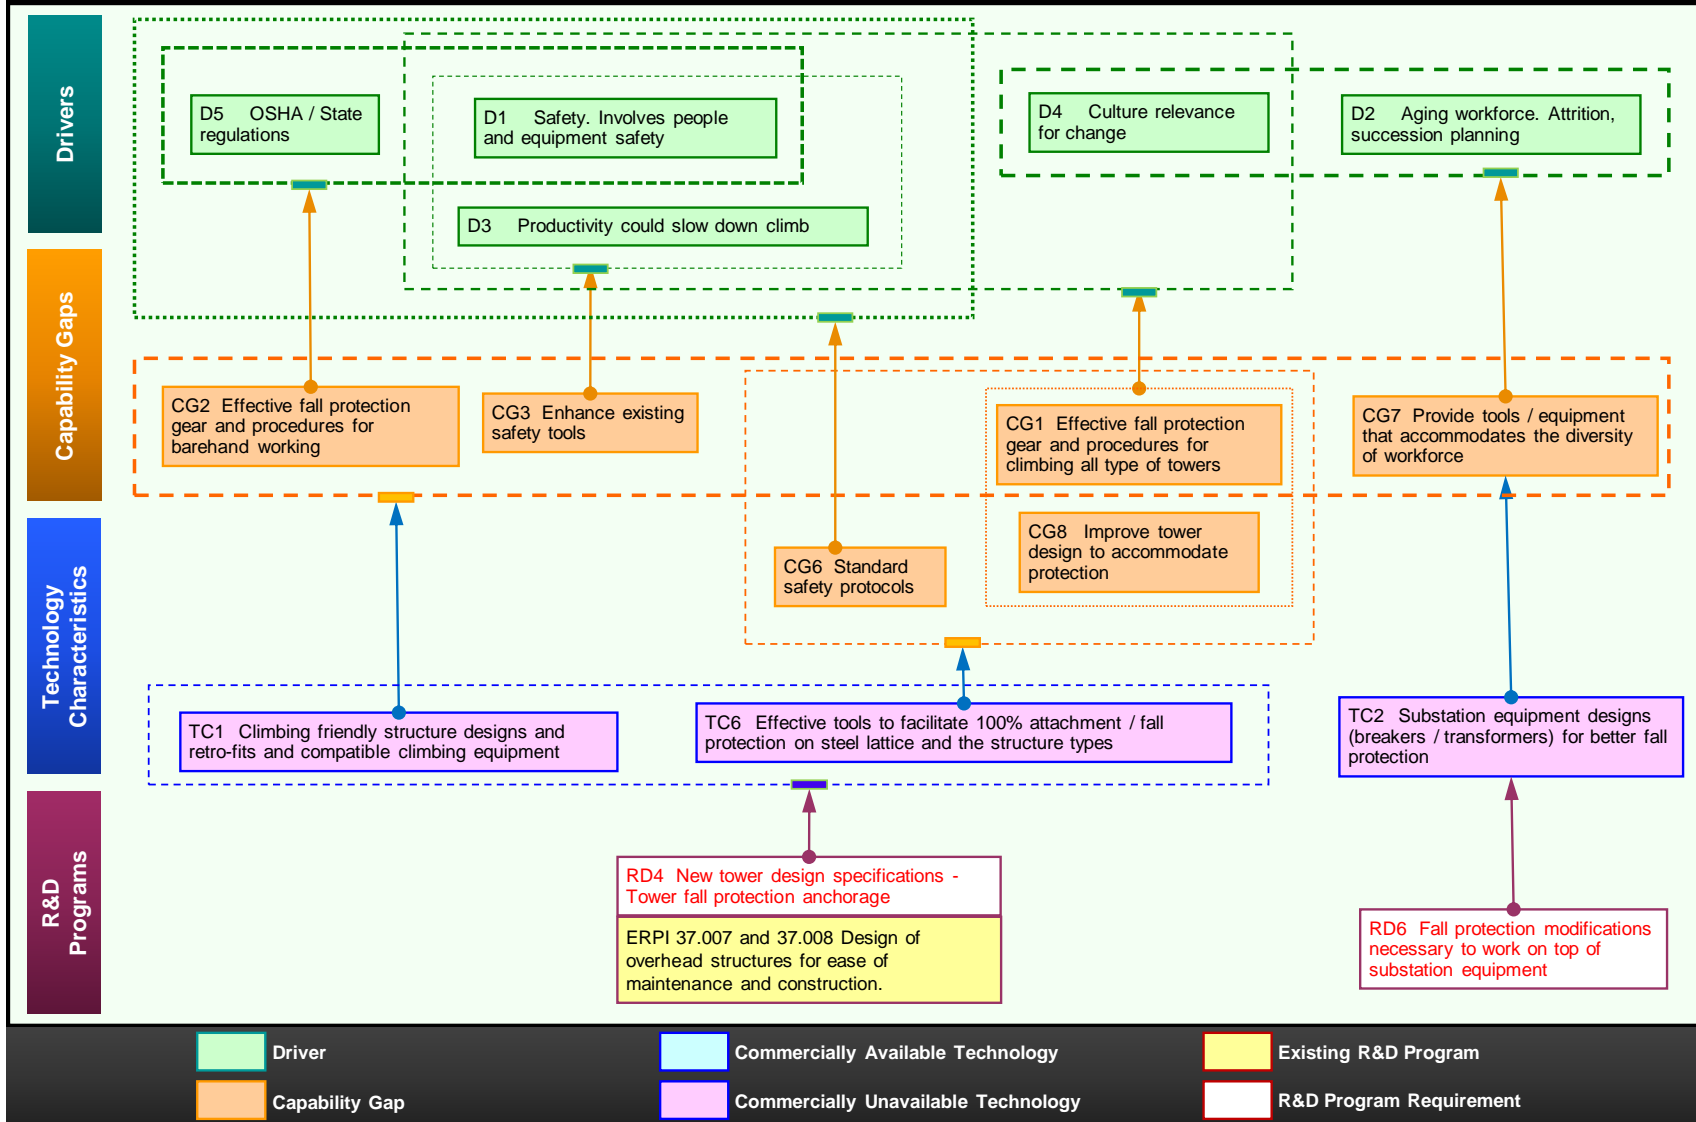 Drivers
D5 OSHA / State
regulations
D1 Safety. Involves people
and equipment safety
D4 Culture relevance
for change
D2 Aging workforce. Attrition,
succession planning
D3 Productivity could slow down climb
Capability Gaps
CG2 Effective fall protection
gear and procedures for
barehand working
CG3 Enhance existing
safety tools
CG1 Effective fall protection
gear and procedures for
climbing all type of towers
CG7 Provide tools / equipment
that accommodates the diversity
of workforce
CG6 Standard
safety protocols
CG8 Improve tower
design to accommodate
protection
Technology
Characteristics
TC1 Climbing friendly structure designs and
retro-fits and compatible climbing equipment
TC6 Effective tools to facilitate 100% attachment / fall
protection on steel lattice and the structure types
TC2 Substation equipment designs
(breakers / transformers) for better fall
protection
R&D
Programs
RD4 New tower design specifications -
Tower fall protection anchorage
ERPI 37.007 and 37.008 Design of
overhead structures for ease of
maintenance and construction.
RD6 Fall protection modifications
necessary to work on top of
substation equipment
Driver
Commercially Available Technology
Existing R&D Program
Capability Gap
Commercially Unavailable Technology
R&D Program Requirement